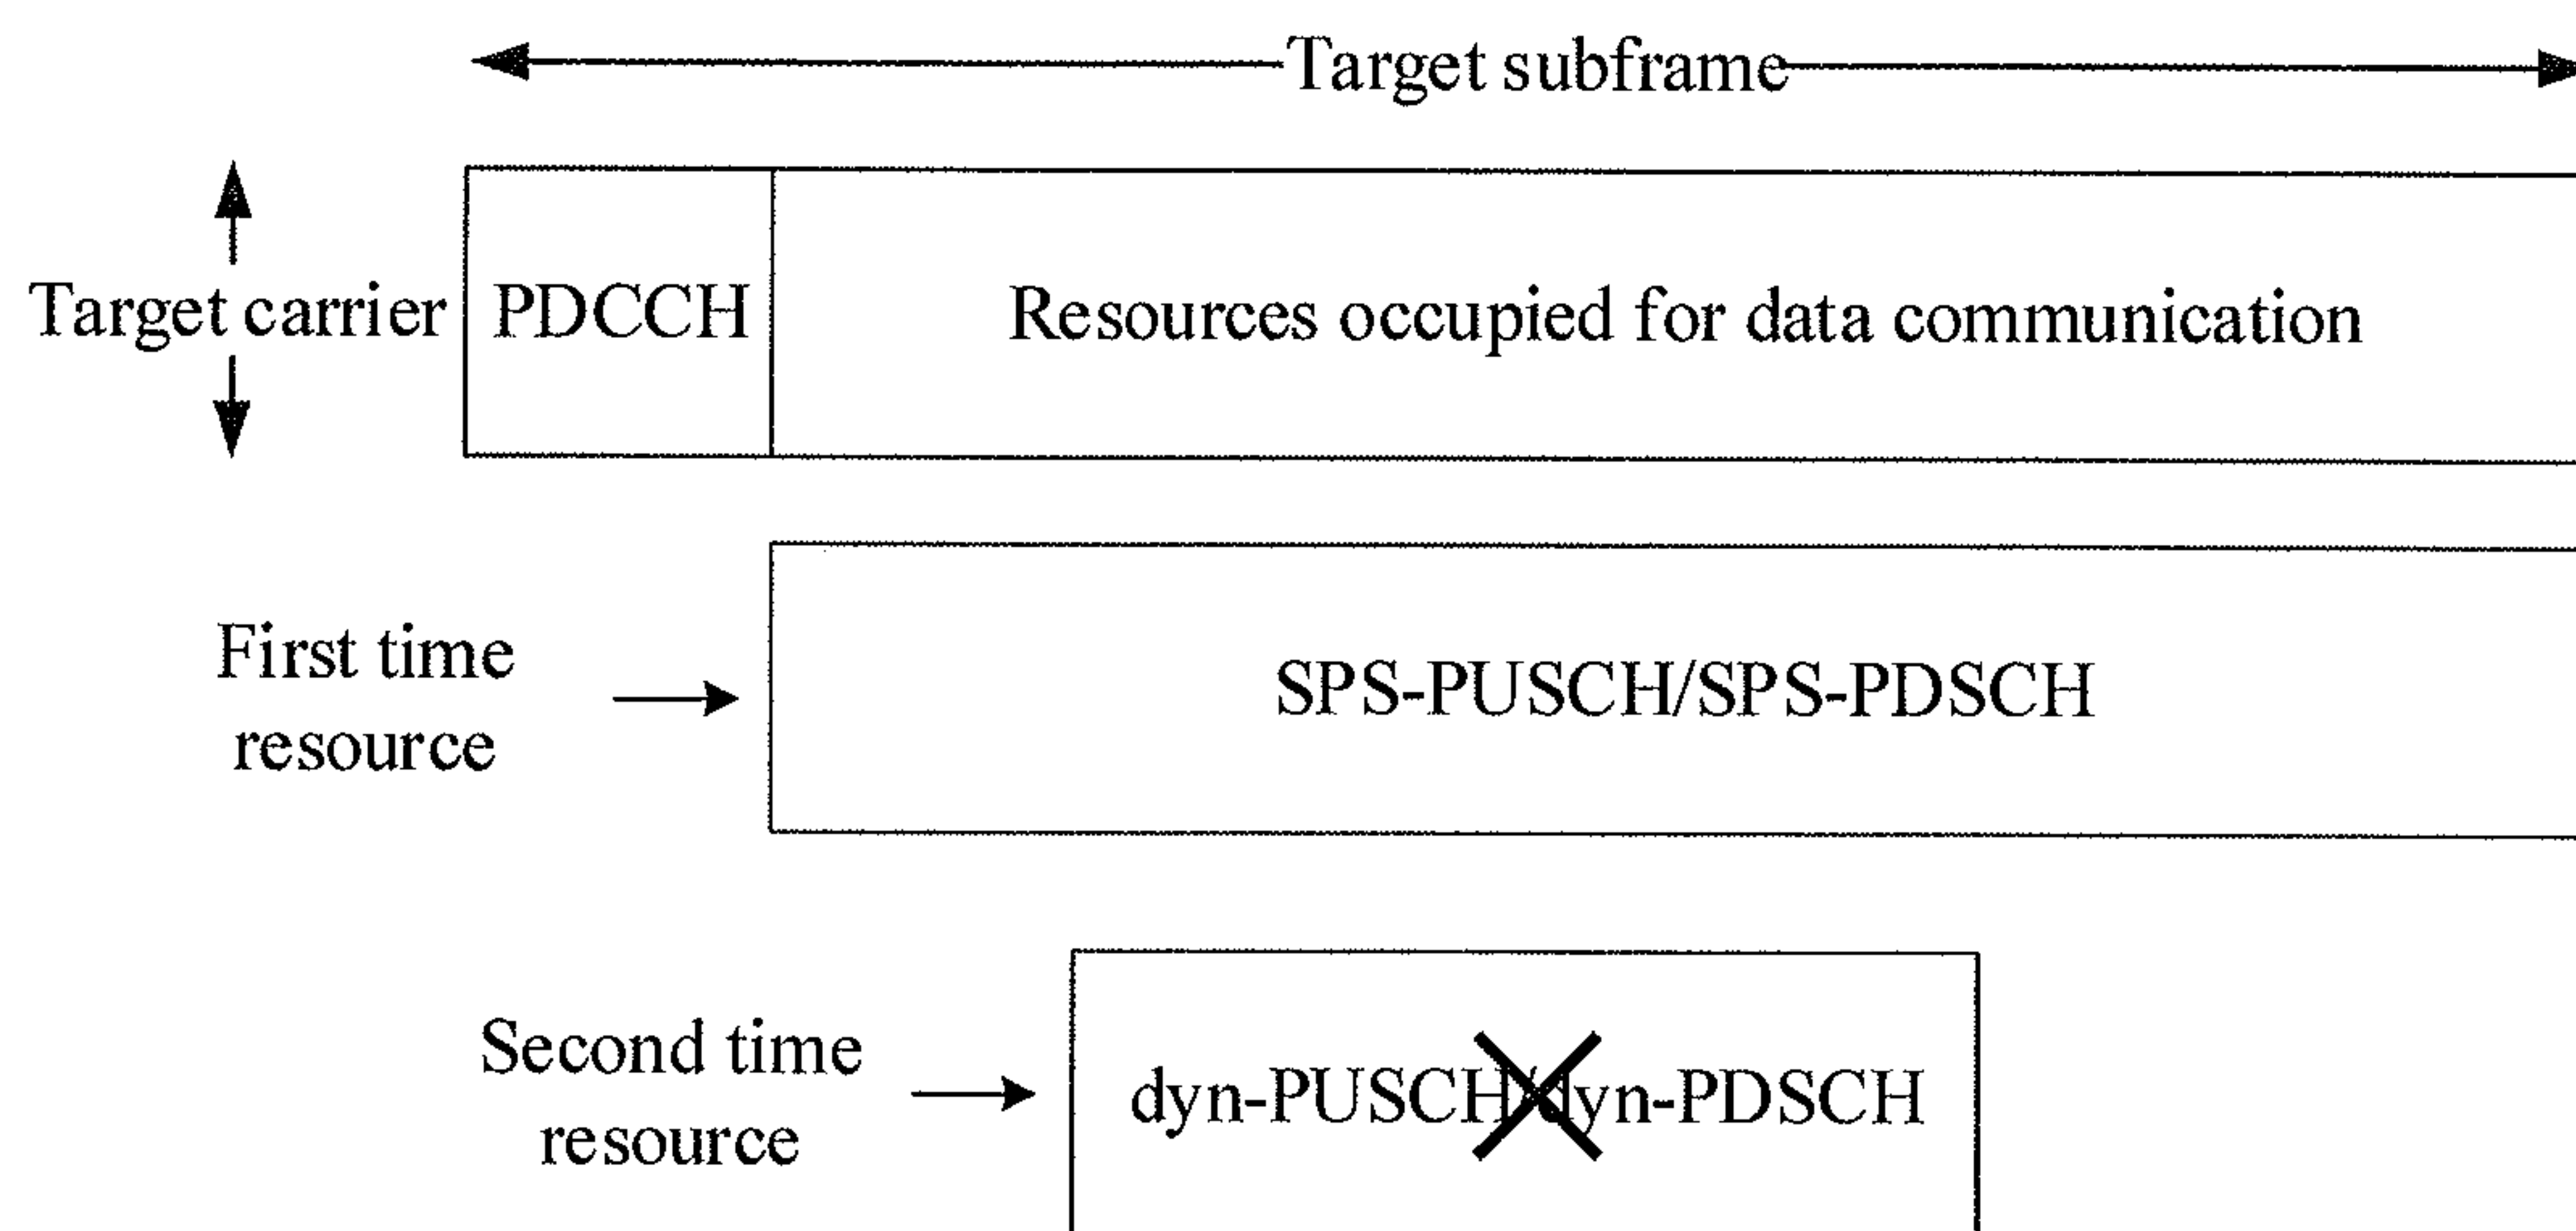 Target subframe
Target carrier
PDCCH
Resources occupied for data communication
First time
resource
SPS-PUSCH/SPS-PDSCH
Second time
resource
dyn-PUSCH/dyn-PDSCH